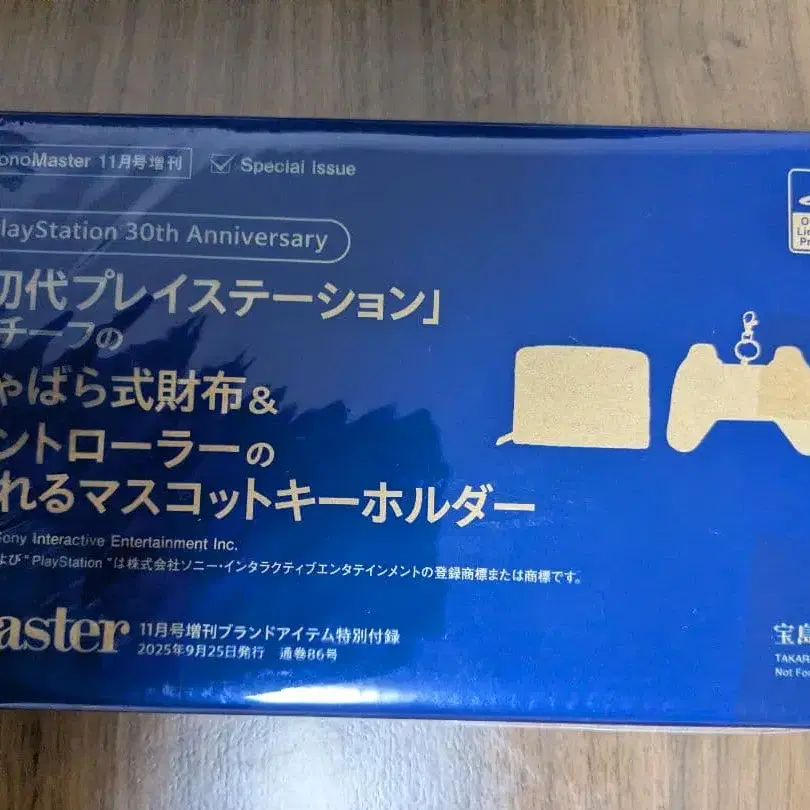 onoMaster 11月号増刊 Special Issue
layStation 30th Anniversary
初代プレイステーション」
チーフの
ゃばら式財布&
ントローラーの
れるマスコットキーホルダー
Sony Interactive Entertainment Inc.
よび"PlayStation"は株式会社ソニー・インタラクティブエンタテインメントの登録商標または商標です。
aster 11月号増刊ブランドアイテム特別付録
2025年9月25日発行 通巻86号
宝島
TAKAR
Not Fo
O
Li
Pr